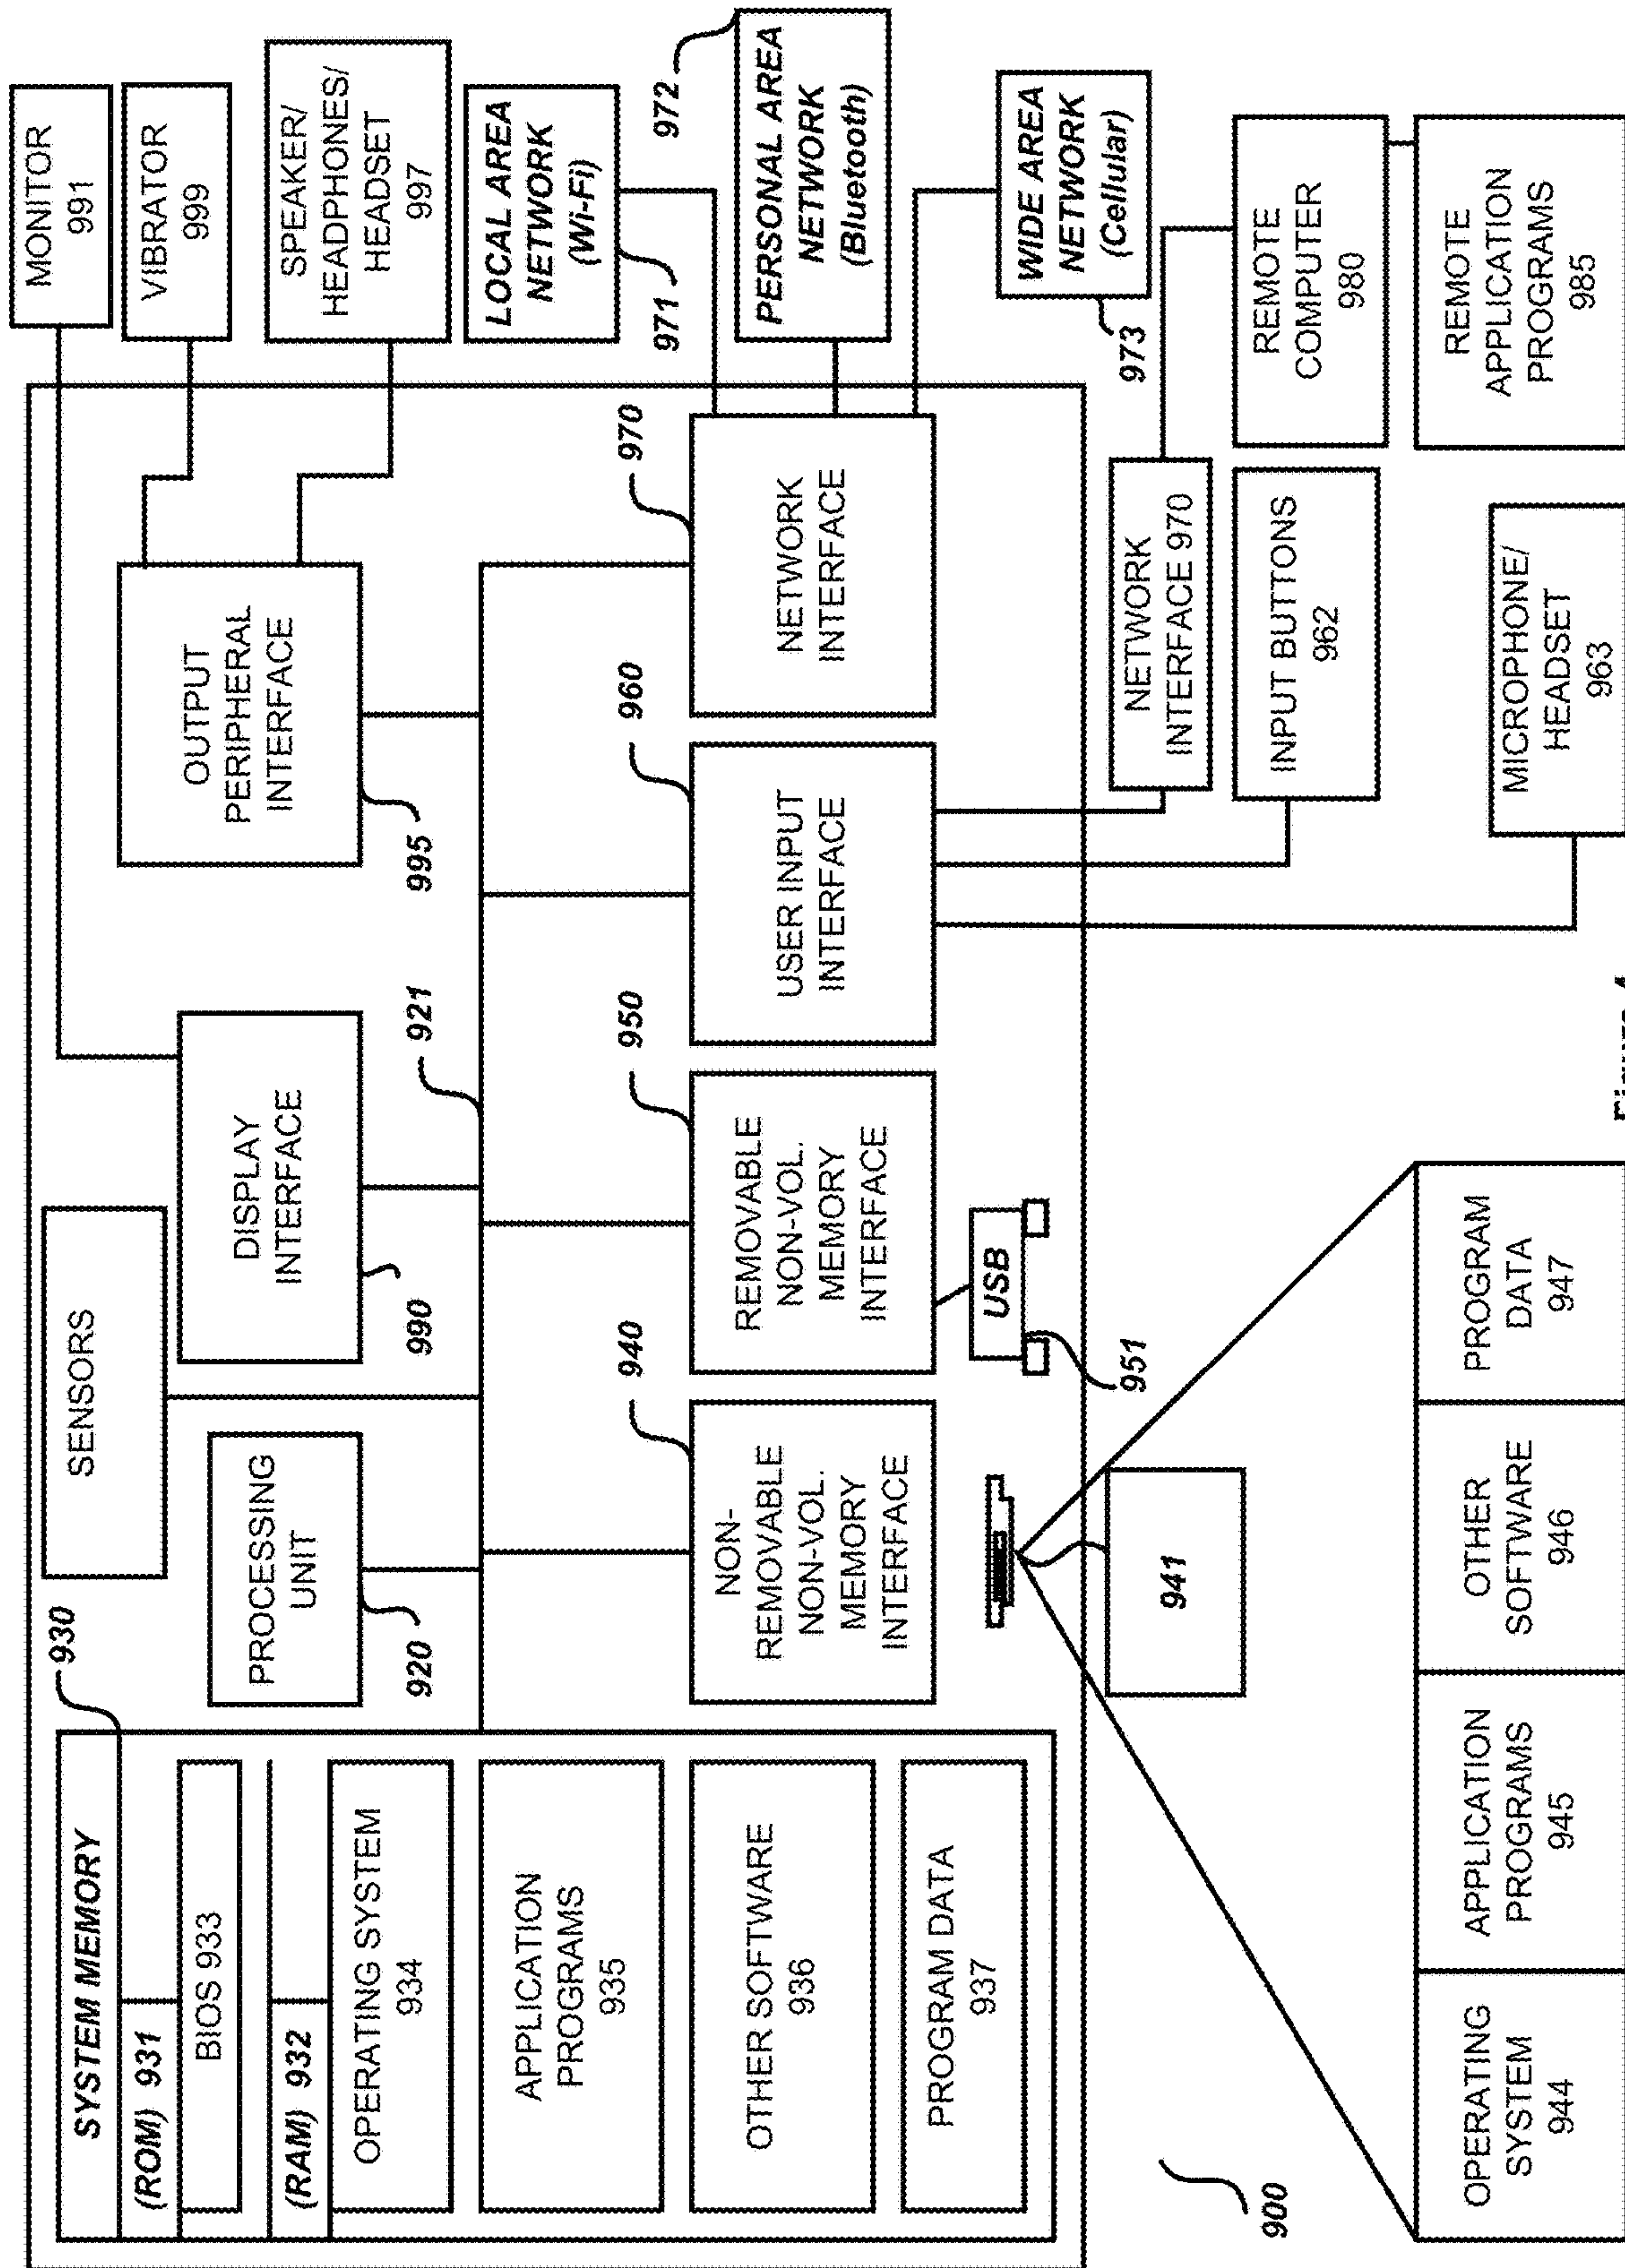 SYSTEM MEMORY
930
(ROM) 931
BIOS 933
(RAM) 932
OPERATING SYSTEM
934
APPLICATION
PROGRAMS
935
OTHER SOFTWARE
936
PROGRAM DATA
937
SENSORS
PROCESSING
UNIT
920
DISPLAY
INTERFACE
990
921
OUTPUT
PERIPHERAL
INTERFACE
995
MONITOR
991
VIBRATOR
999
SPEAKER/
HEADPHONES/
HEADSET
997
940
NON-
REMOVABLE
NON-VOL.
MEMORY
INTERFACE
950
REMOVABLE
NON-VOL.
MEMORY
INTERFACE
960
USER INPUT
INTERFACE
970
NETWORK
INTERFACE
LOCAL AREA
NETWORK
(Wi-Fi)
971
972
PERSONAL AREA
NETWORK
(Bluetooth)
WIDE AREA
NETWORK
(Cellular)
973
USB
951
941
NETWORK
INTERFACE 970
REMOTE
COMPUTER
980
INPUT BUTTONS
962
REMOTE
APPLICATION
PROGRAMS
985
MICROPHONE/
HEADSET
963
900
OPERATING
SYSTEM
944
APPLICATION
PROGRAMS
945
OTHER
SOFTWARE
946
PROGRAM
DATA
947
Figure 4